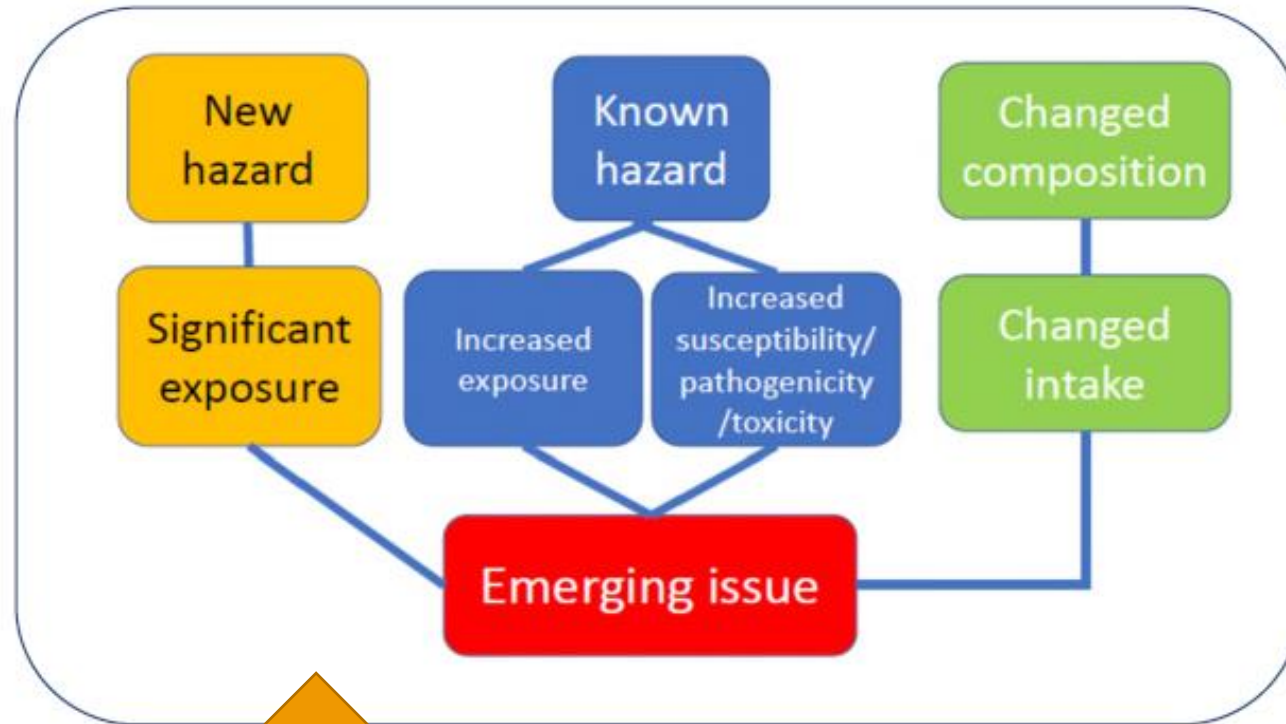 New
hazard
Known
hazard
Changed
composition
Significant
exposure
Increased
exposure
Increased
susceptibility/
pathogenicity
/toxicity
Changed
intake
Emerging issue